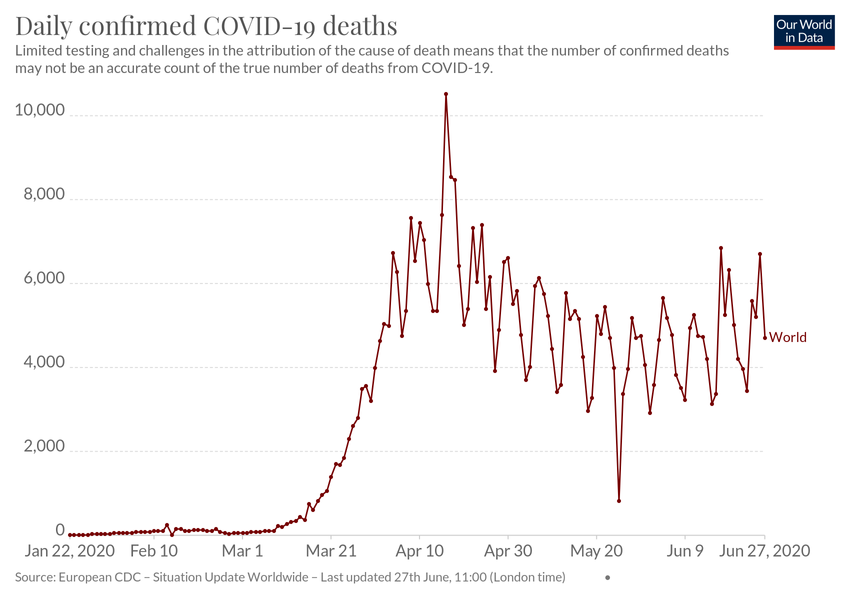 Daily confirmed COVID-19 deaths
Our World
in Data
Limited testing and challenges in the attribution of the cause of death means that the number of confirmed deaths
may not be an accurate count of the true number of deaths from COVID-19.
10,000
8,000
6,000
4,000
2,000
0
World
Jan 22, 2020 Feb 10 Mar 1 Mar 21 Apr 10 Apr 30 May 20 Jun 9 Jun 27, 2020
Source: European CDC – Situation Update Worldwide – Last updated 27th June, 11:00 (London time) •